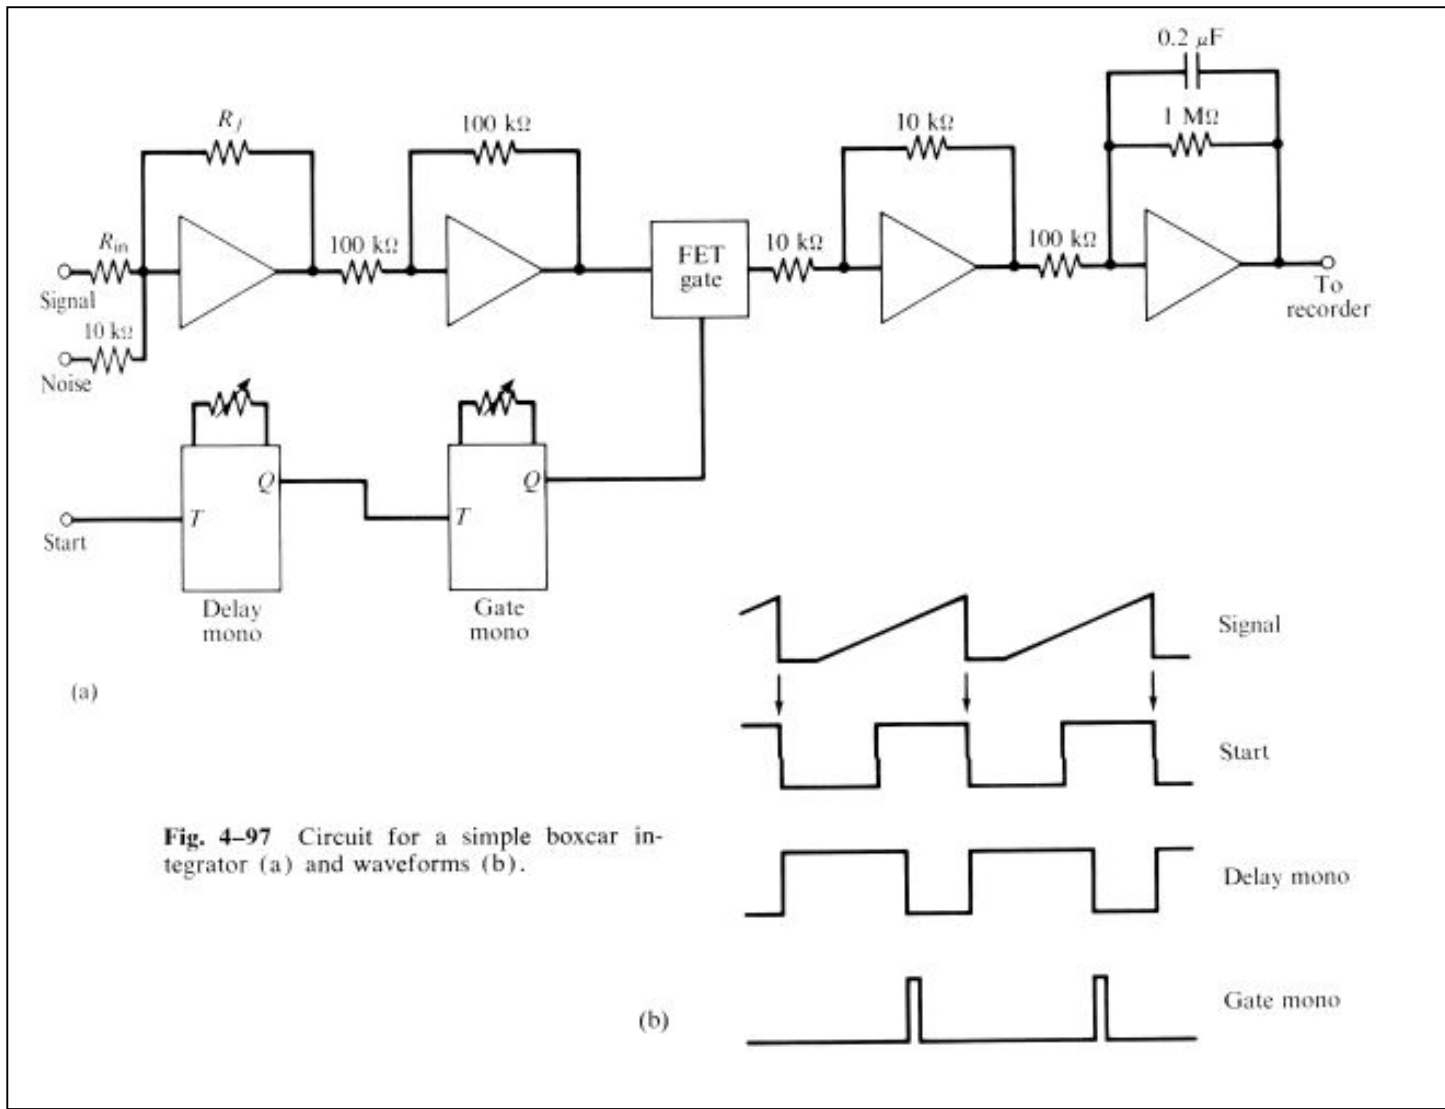 0.2 μF
R_f
100 kΩ
10 kΩ
1 MΩ
R_in
100 kΩ
FET
gate
10 kΩ
100 kΩ
Signal
To
recorder
10 kΩ
Noise
Q
Q
T
T
Start
Delay
mono
Gate
mono
Signal
(a)
Start
Fig. 4–97 Circuit for a simple boxcar in-
tegrator (a) and waveforms (b).
Delay mono
Gate mono
(b)